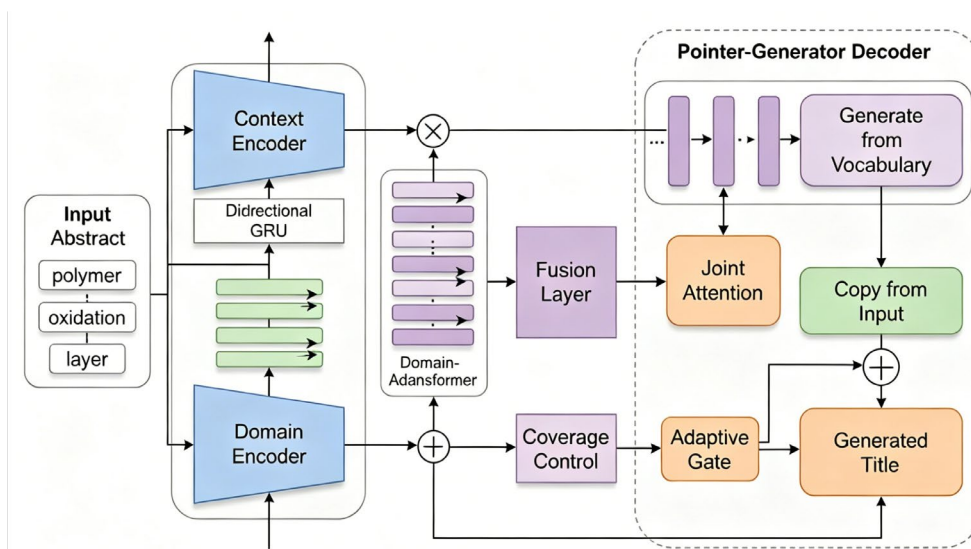 Pointer-Generator Decoder
Context
Encoder
Generate
from
Vocabulary
Input
Abstract
polymer
oxidation
layer
Didrectional
GRU
Fusion
Layer
Joint
Attention
Copy from
Input
Domain-
Adansformer
Domain
Encoder
Coverage
Control
Adaptive
Gate
Generated
Title